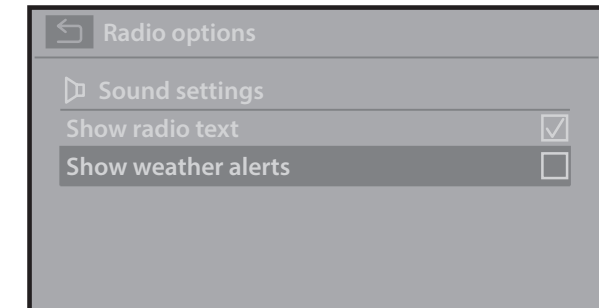 Radio options
Sound settings
Show radio text
Show weather alerts